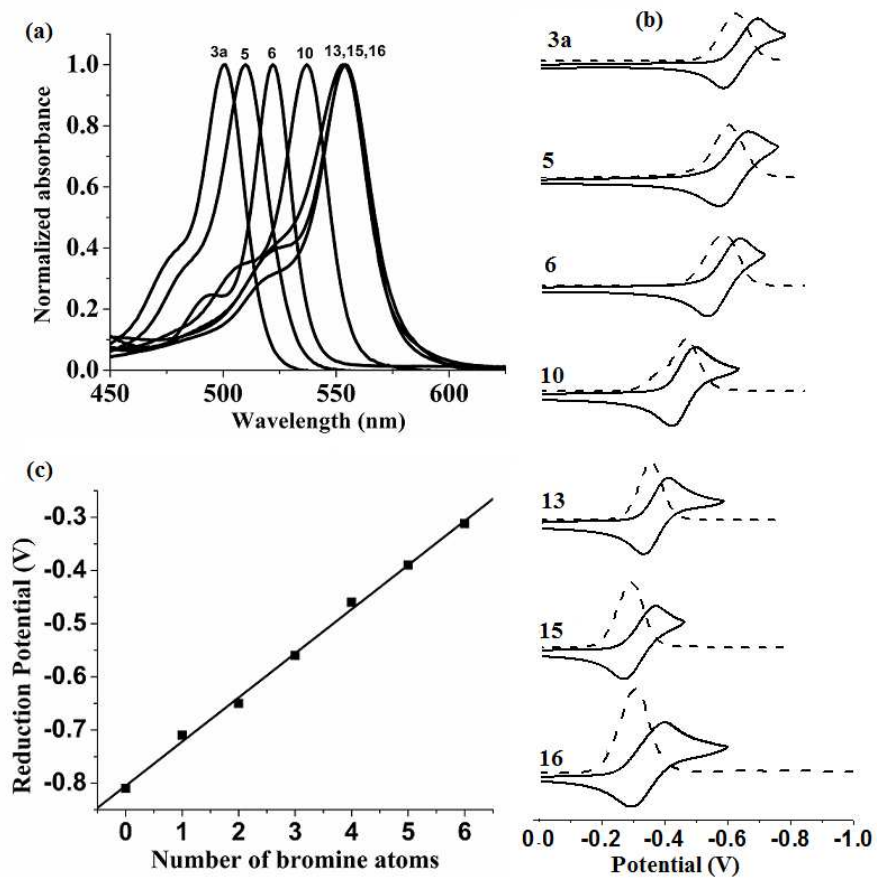 (a)
3a 5 6 10 13,15,16
1.0
0.8
0.6
0.4
0.2
0.0
Normalized absorbance
450 500 550 600
Wavelength (nm)
(b)
3a
5
6
10
13
15
16
0.0 -0.2 -0.4 -0.6 -0.8 -1.0
Potential (V)
(c)
-0.3
-0.4
-0.5
-0.6
-0.7
-0.8
Reduction Potential (V)
0 1 2 3 4 5 6
Number of bromine atoms